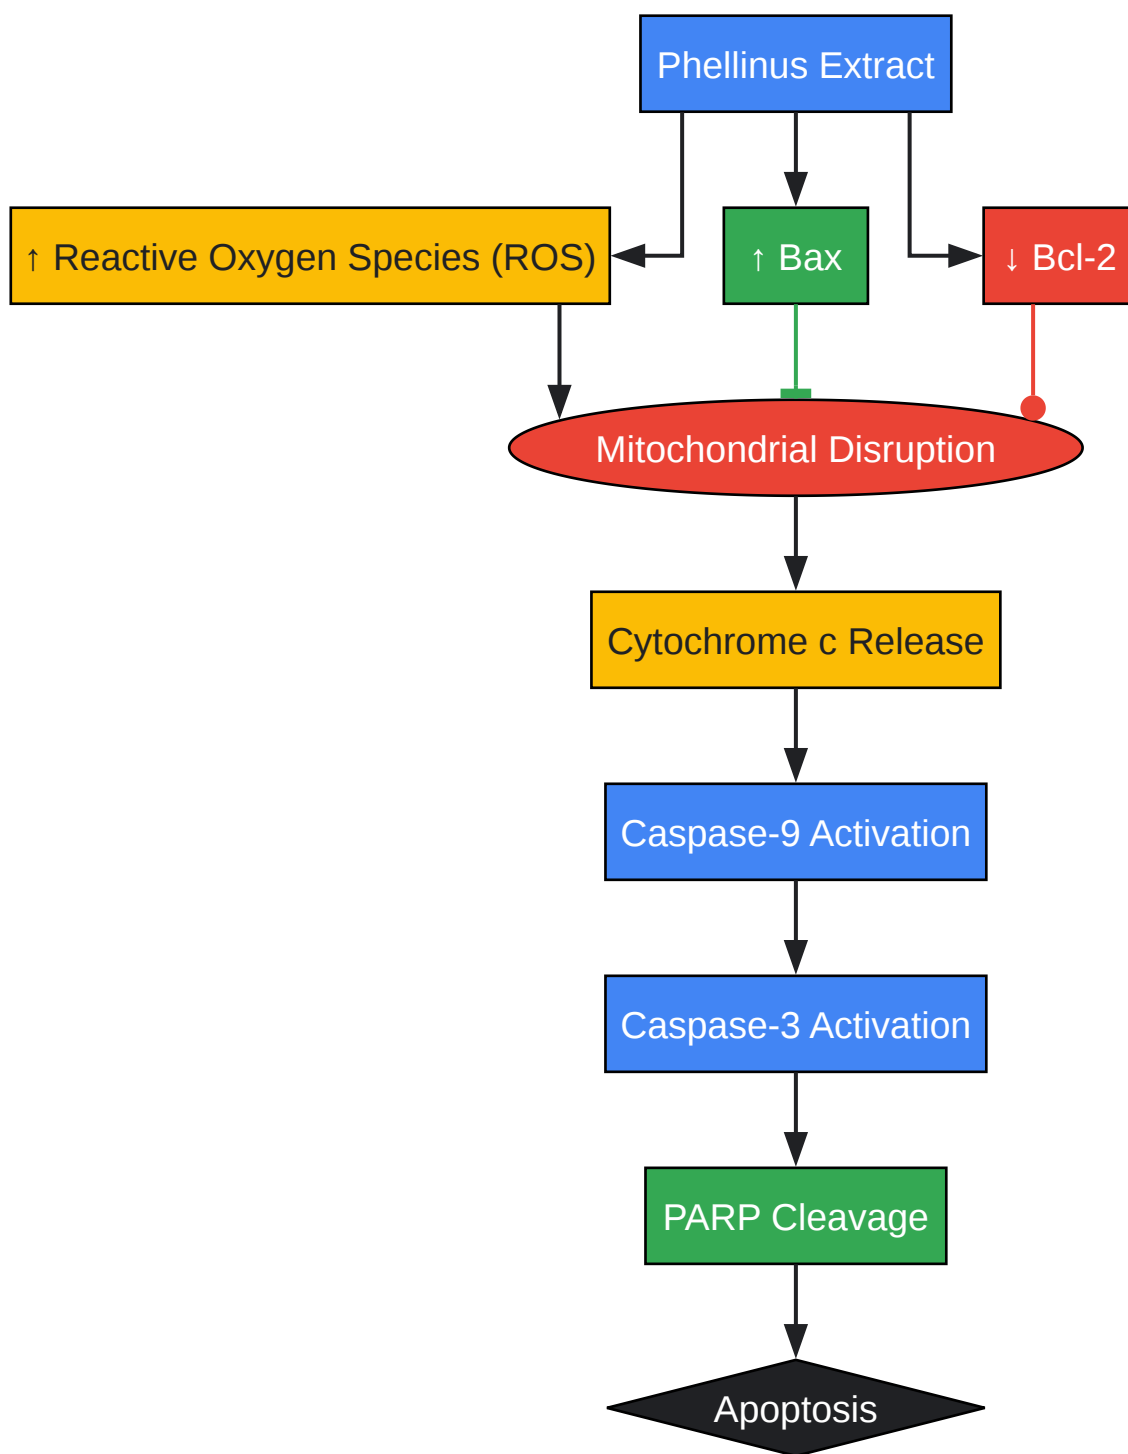 Phellinus Extract
↑ Reactive Oxygen Species (ROS)
↑ Bax
↓ Bcl-2
Mitochondrial Disruption
Cytochrome c Release
Caspase-9 Activation
Caspase-3 Activation
PARP Cleavage
Apoptosis